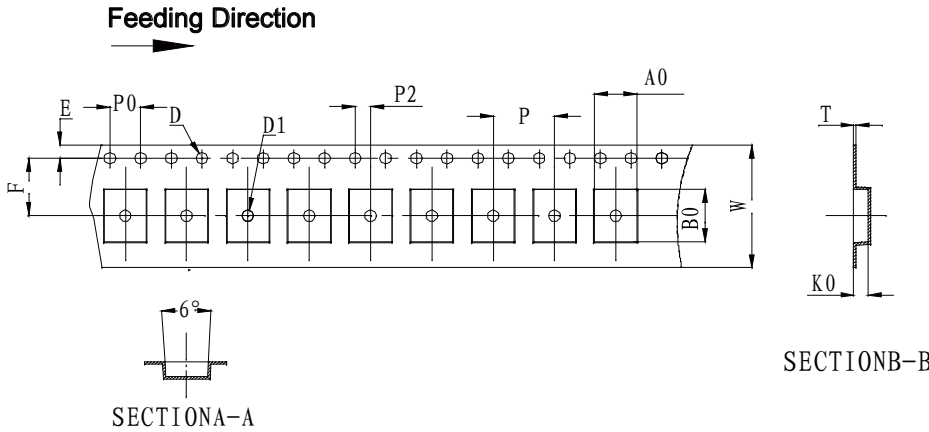 Feeding Direction
E
P0
D
D1
P2
P
A0
T
F
B0
W
K0
6°
SECTIONA-A
SECTIONB-B